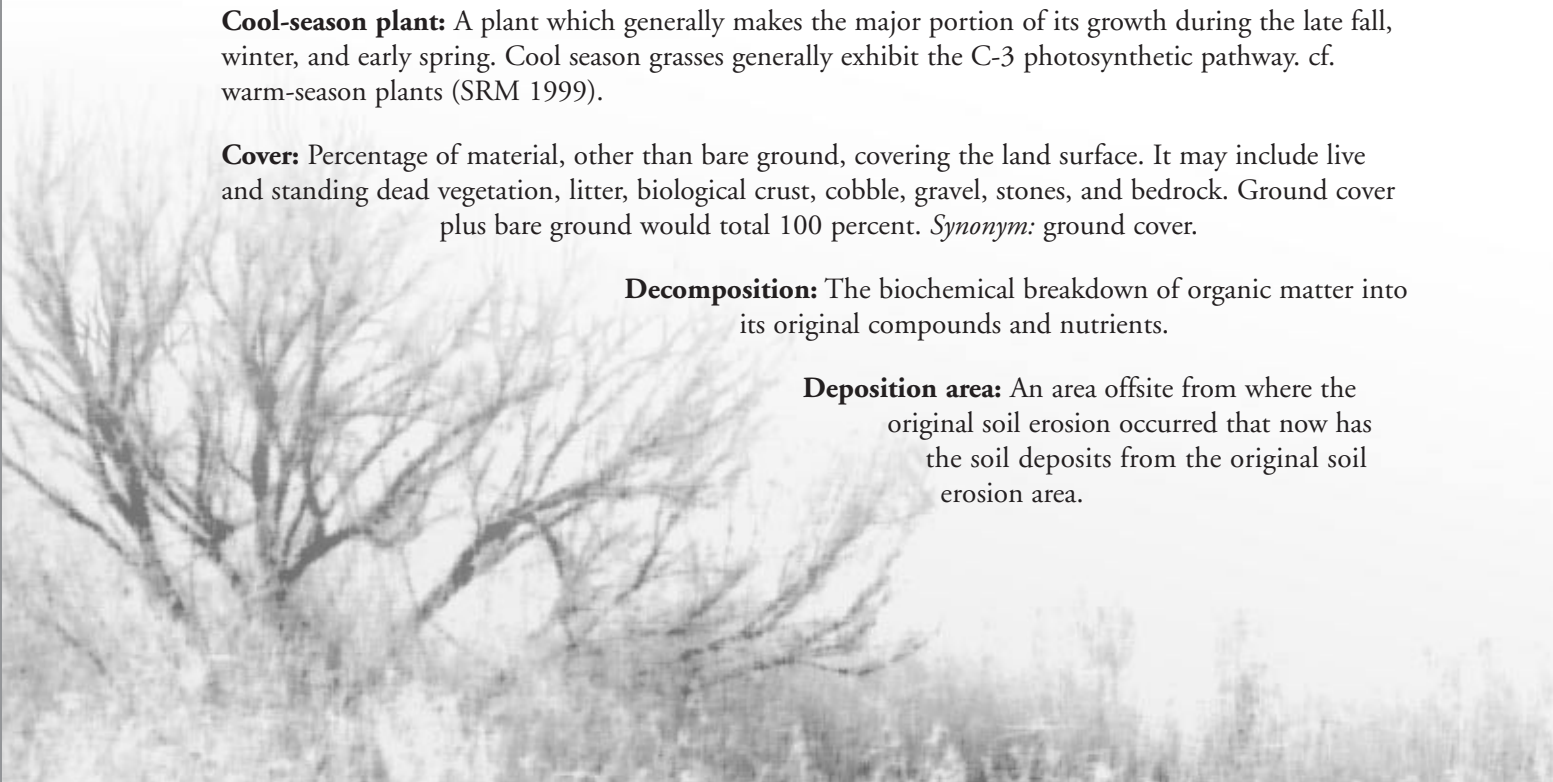 Cool-season plant: A plant which generally makes the major portion of its growth during the late fall,
winter, and early spring. Cool season grasses generally exhibit the C-3 photosynthetic pathway. cf.
warm-season plants (SRM 1999).
Cover: Percentage of material, other than bare ground, covering the land surface. It may include live
and standing dead vegetation, litter, biological crust, cobble, gravel, stones, and bedrock. Ground cover
plus bare ground would total 100 percent. Synonym: ground cover.
Decomposition: The biochemical breakdown of organic matter into
its original compounds and nutrients.
Deposition area: An area offsite from where the
original soil erosion occurred that now has
the soil deposits from the original soil
erosion area.